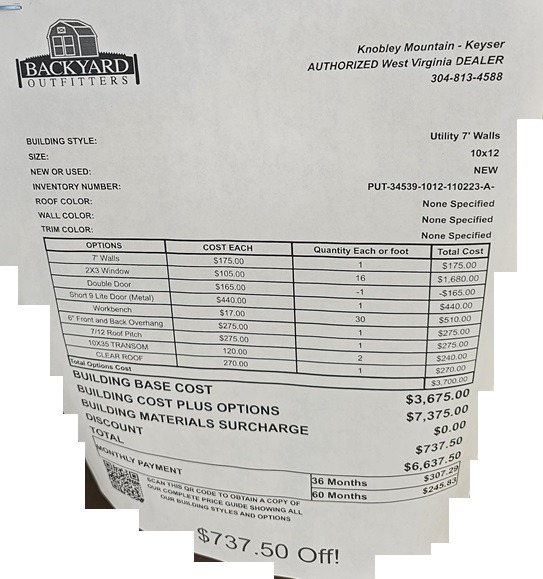 BACKYARD
OUTFITTERS
Knobley Mountain - Keyser
AUTHORIZED West Virginia DEALER
304-813-4588
BUILDING STYLE: Utility 7' Walls
SIZE: 10x12
NEW OR USED: NEW
INVENTORY NUMBER: PUT-34539-1012-110223-A-
ROOF COLOR: None Specified
WALL COLOR: None Specified
TRIM COLOR: None Specified
OPTIONS COST EACH Quantity Each or foot Total Cost
7' Walls $175.00 1 $175.00
2X3 Window $105.00 16 $1,680.00
Double Door $165.00 -1 -$165.00
Short 9 Lite Door (Metal) $440.00 1 $440.00
Workbench $17.00 30 $510.00
6" Front and Back Overhang $275.00 1 $275.00
7/12 Roof Pitch $275.00 1 $275.00
10X35 TRANSOM 120.00 2 $240.00
CLEAR ROOF 270.00 1 $270.00
Total Options Cost $3,700.00
BUILDING BASE COST $3,675.00
BUILDING COST PLUS OPTIONS $7,375.00
BUILDING MATERIALS SURCHARGE $0.00
DISCOUNT $737.50
TOTAL $6,637.50
MONTHLY PAYMENT 36 Months $307.29
60 Months $245.83
SCAN THIS QR CODE TO OBTAIN A COPY OF
OUR COMPLETE PRICE GUIDE SHOWING ALL
OUR BUILDING STYLES AND OPTIONS
$737.50 Off!